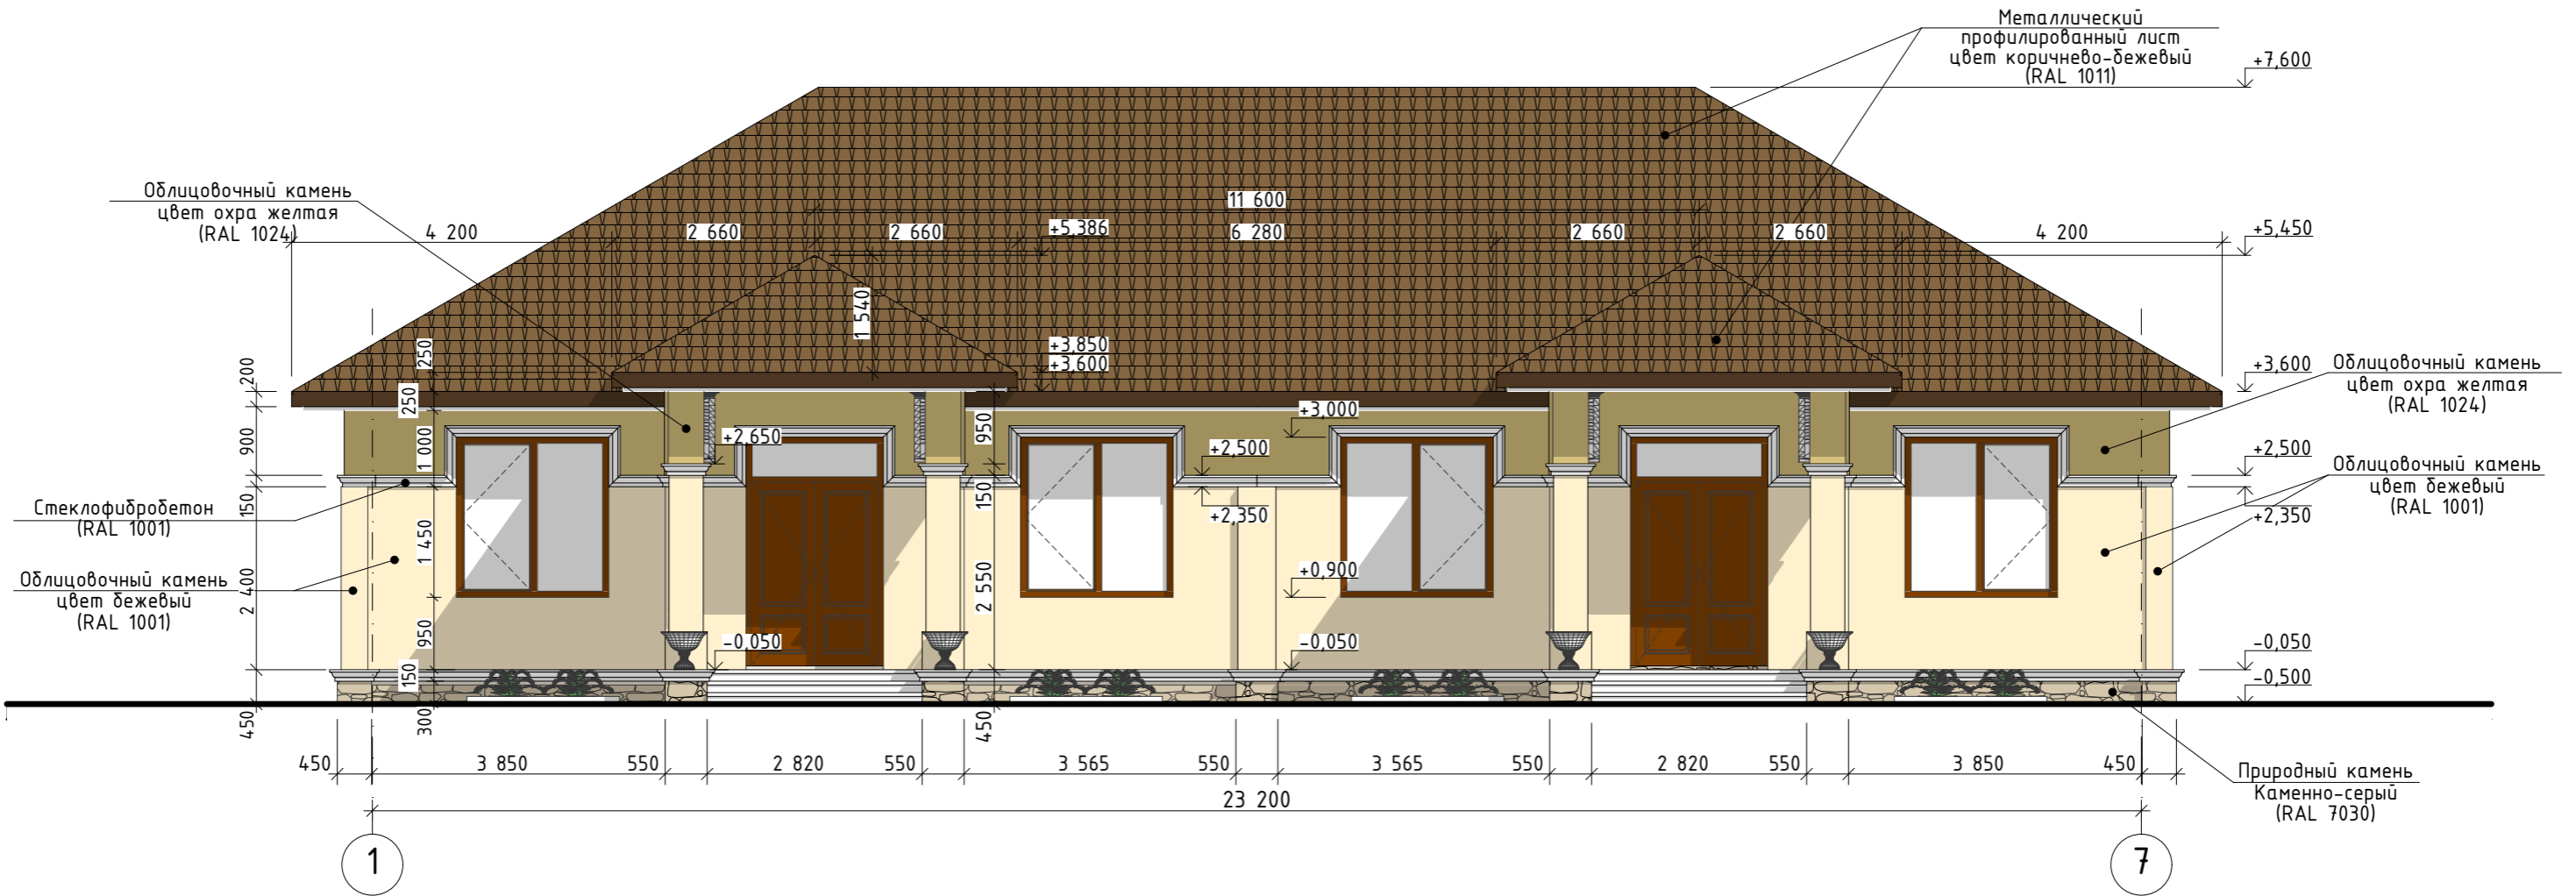 Металлический
профилированный лист
цвет коричнево-бежевый
(RAL 1011)
+7,600
Облицовочный камень
цвет охра желтая
(RAL 1024)
11 600
4 200
2 660
2 660
+5,386
6 280
2 660
2 660
4 200
+5,450
1 540
+3,850
+3,600
+3,600
200
250
250
Облицовочный камень
цвет охра желтая
(RAL 1024)
900
1 000
+2,650
950
+3,000
+2,500
+2,500
150
150
+2,350
+2,350
Облицовочный камень
цвет бежевый
(RAL 1001)
Стеклофибробетон
(RAL 1001)
Облицовочный камень
цвет бежевый
(RAL 1001)
2 400
1 450
2 550
+0,900
950
-0,050
-0,050
-0,050
150
-0,500
450
300
450
450
3 850
550
2 820
550
3 565
550
3 565
550
2 820
550
3 850
450
Природный камень
Каменно-серый
(RAL 7030)
23 200
1
7